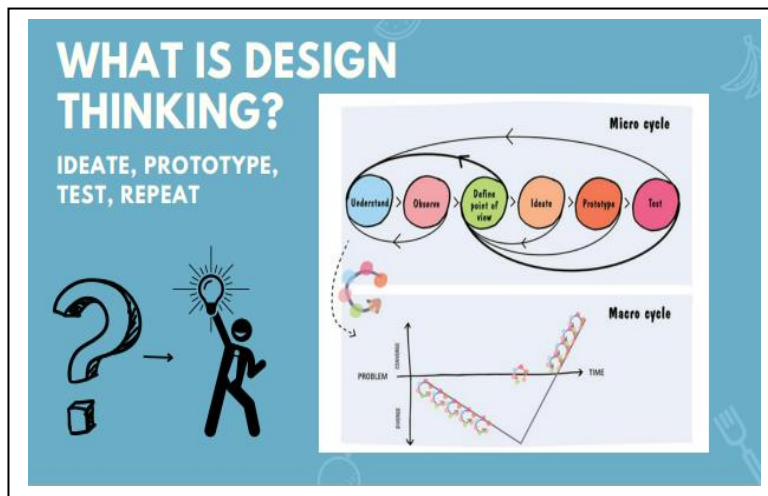 WHAT IS DESIGN
THINKING?
IDEATE, PROTOTYPE,
TEST, REPEAT
Micro cycle
Understand
Observe
Define
point of
view
Ideate
Prototype
Test
Macro cycle
CONVERGE
PROBLEM
TIME
DIVERGE